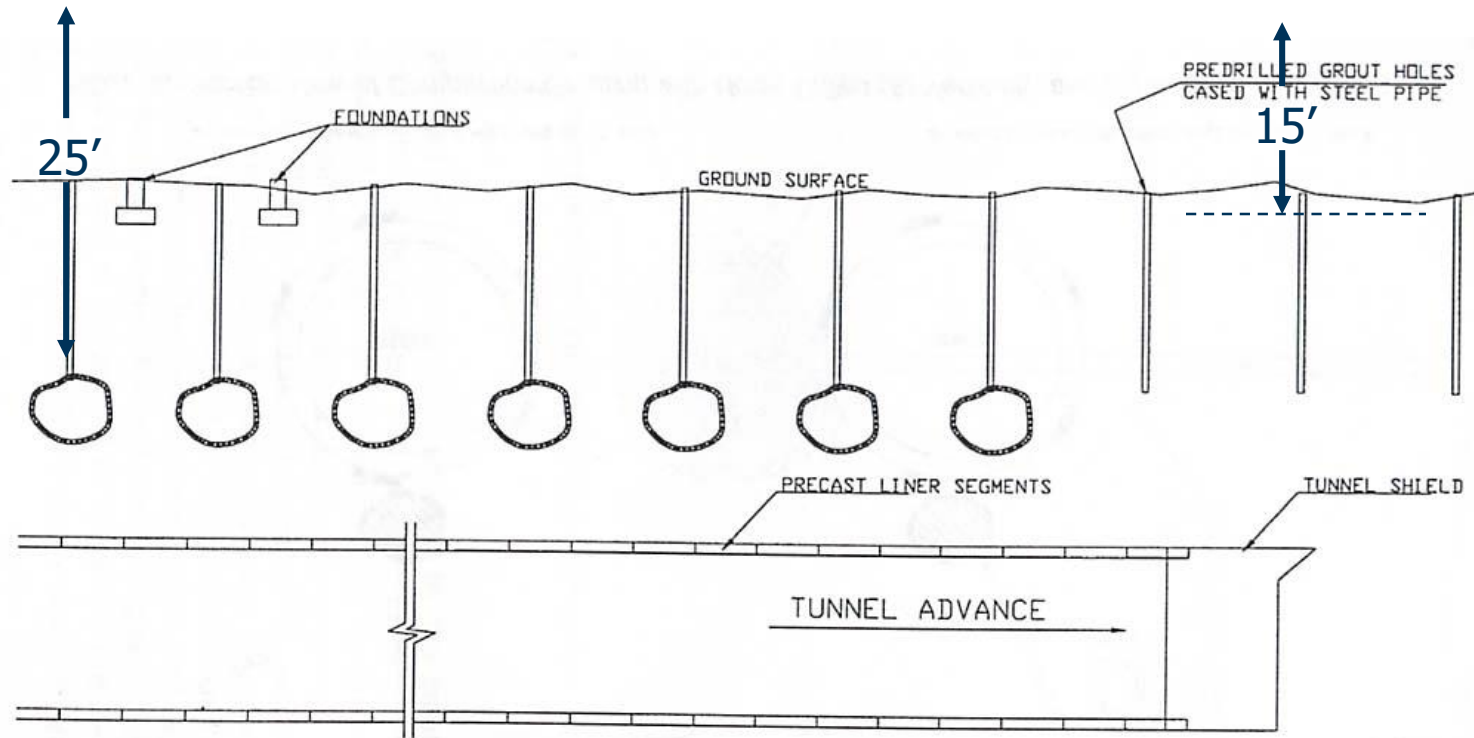 FOUNDATIONS
25′
PREDRILLED GROUT HOLES
CASED WITH STEEL PIPE
15′
GROUND SURFACE
PRECAST LINER SEGMENTS
TUNNEL SHIELD
TUNNEL ADVANCE